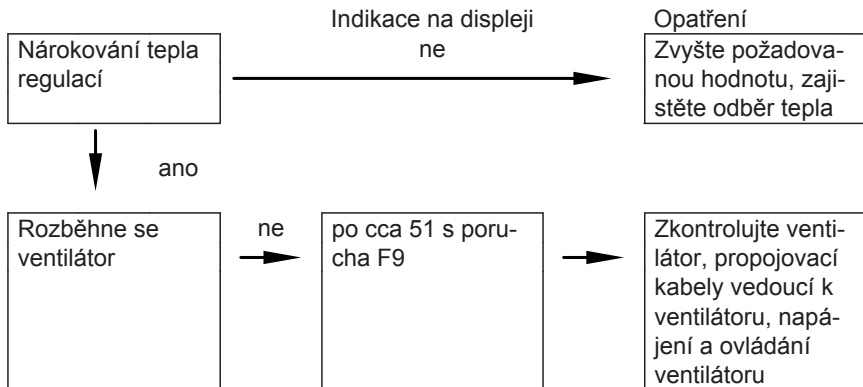 Indikace na displeji
Opatření
Nárokování tepla
regulací
ne
Zvyšte požadova-
nou hodnotu, zaji-
stěte odběr tepla
ano
Rozběhne se
ventilátor
ne
po cca 51 s poru-
cha F9
Zkontrolujte venti-
látor, propojovací
kabely vedoucí k
ventilátoru, napá-
jení a ovládání
ventilátoru